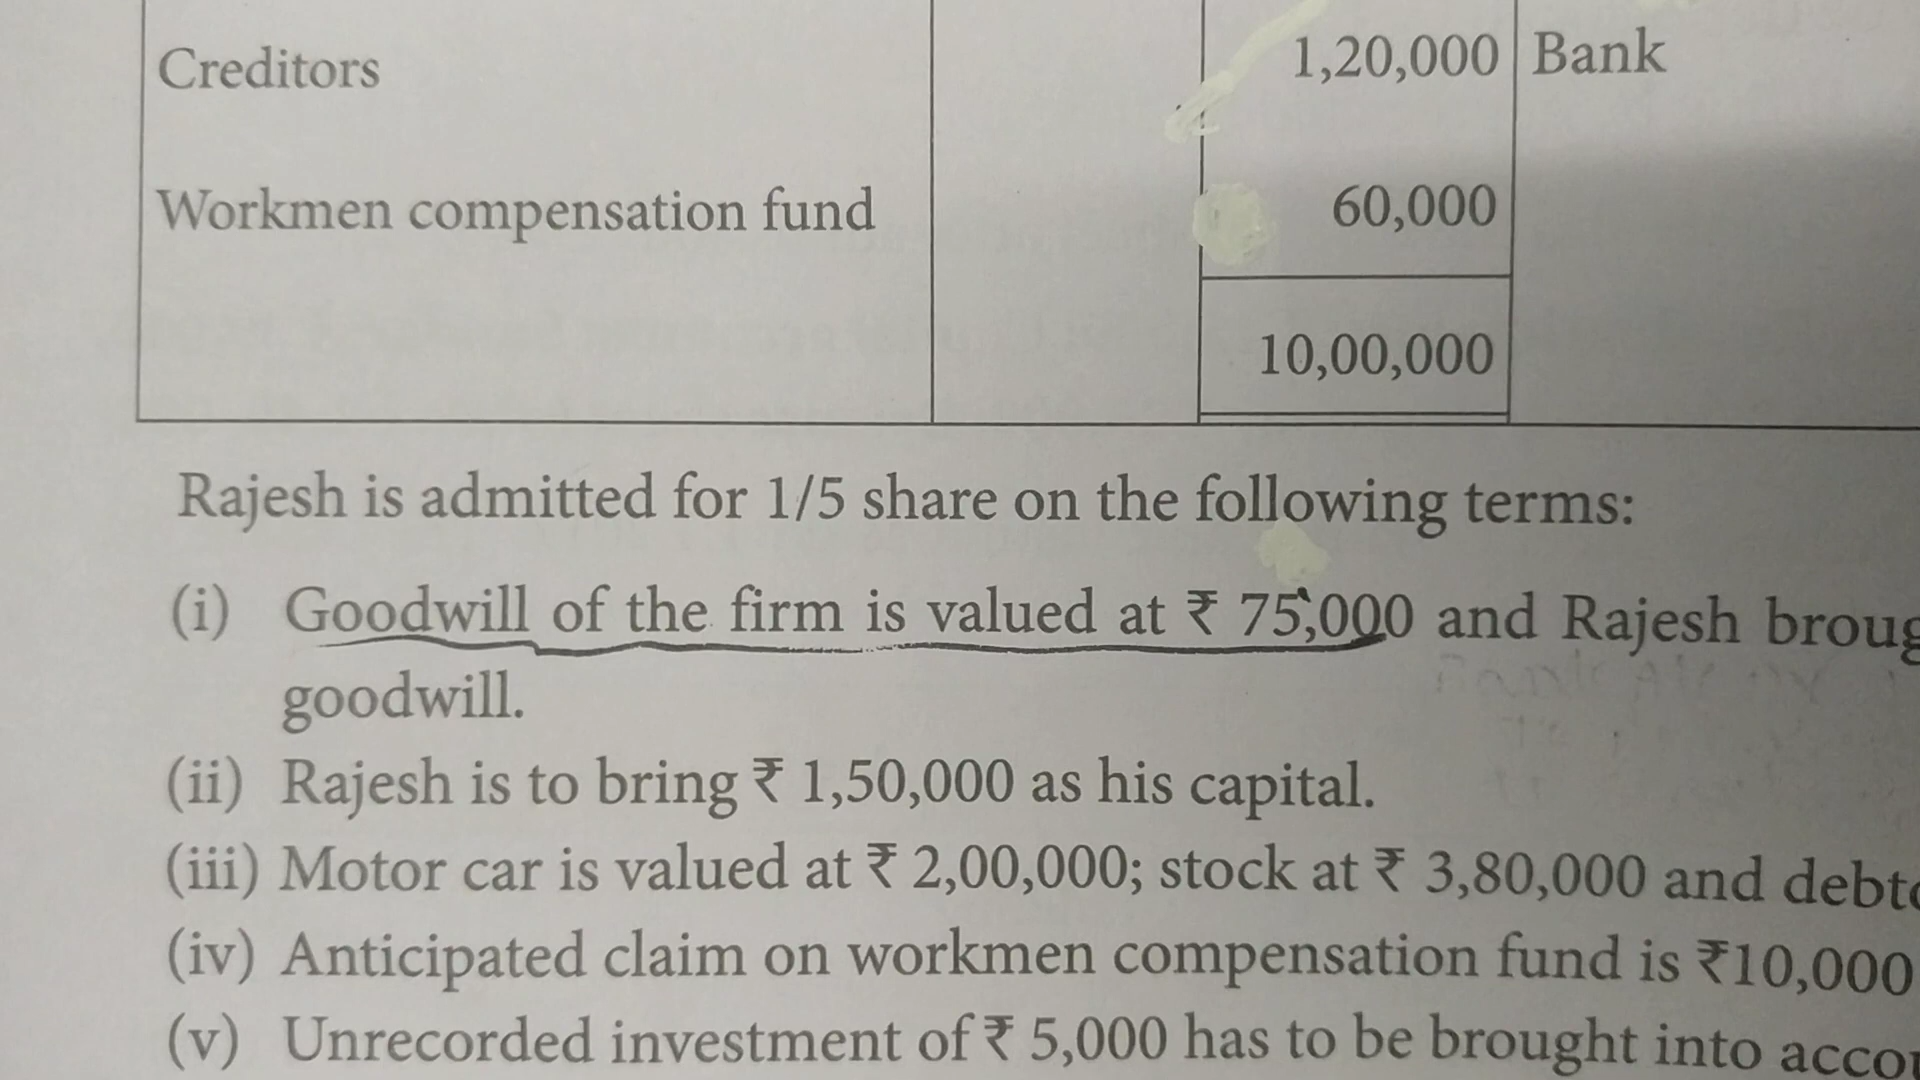 Creditors 1,20,000 Bank
Workmen compensation fund 60,000
10,00,000
Rajesh is admitted for 1/5 share on the following terms:
(i) Goodwill of the firm is valued at ₹ 75,000 and Rajesh broug
goodwill.
(ii) Rajesh is to bring ₹ 1,50,000 as his capital.
(iii) Motor car is valued at ₹ 2,00,000; stock at ₹ 3,80,000 and debto
(iv) Anticipated claim on workmen compensation fund is ₹10,000
(v) Unrecorded investment of ₹ 5,000 has to be brought into accou